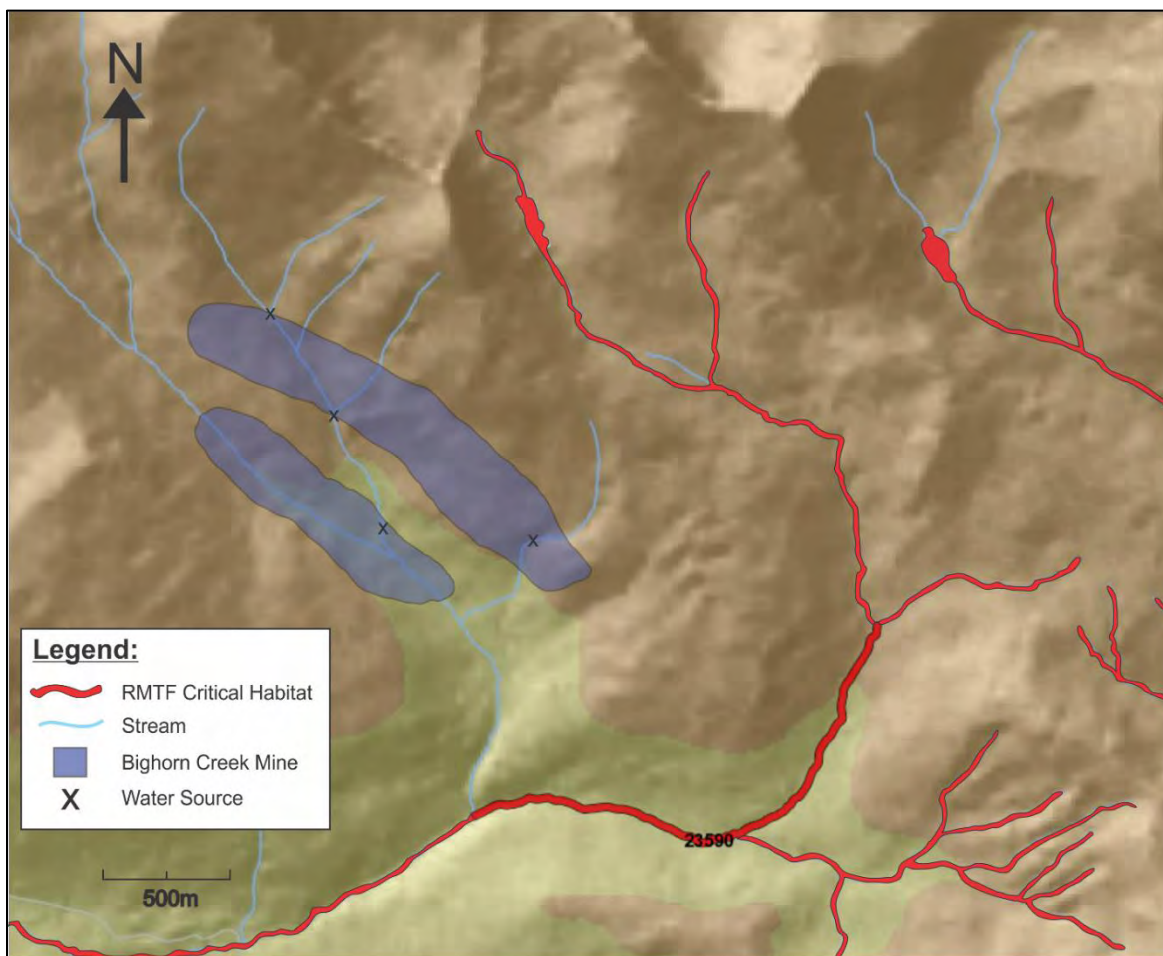 N
Legend:
RMTF Critical Habitat
Stream
Bighorn Creek Mine
X Water Source
500m
23590
x
x
x
x